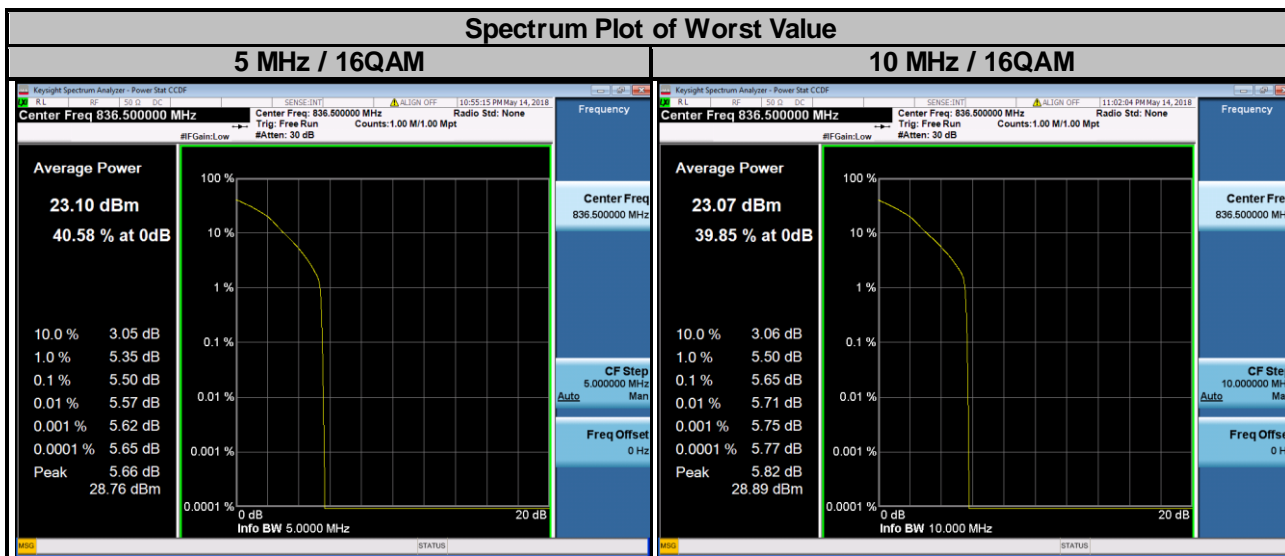 Spectrum Plot of Worst Value
5 MHz / 16QAM
10 MHz / 16QAM
Keysight Spectrum Analyzer - Power Stat CCDF
RL RF 50 Ω DC SENSE:INT ALIGN OFF 10:55:15 PM May 14, 2018
Center Freq 836.500000 MHz
Center Freq: 836.500000 MHz Radio Std: None
Trig: Free Run Counts:1.00 M/1.00 Mpt
#IFGain:Low #Atten: 30 dB
Average Power
23.10 dBm
40.58 % at 0dB
10.0 % 3.05 dB
1.0 % 5.35 dB
0.1 % 5.50 dB
0.01 % 5.57 dB
0.001 % 5.62 dB
0.0001 % 5.65 dB
Peak 5.66 dB
28.76 dBm
100 %
10 %
1 %
0.1 %
0.01 %
0.001 %
0.0001 %
0 dB 20 dB
Info BW 5.0000 MHz
Frequency
Center Freq
836.500000 MHz
CF Step
5.000000 MHz
Auto Man
Freq Offset
0 Hz
MSG STATUS
Keysight Spectrum Analyzer - Power Stat CCDF
RL RF 50 Ω DC SENSE:INT ALIGN OFF 11:02:04 PM May 14, 2018
Center Freq 836.500000 MHz
Center Freq: 836.500000 MHz Radio Std: None
Trig: Free Run Counts:1.00 M/1.00 Mpt
#IFGain:Low #Atten: 30 dB
Average Power
23.07 dBm
39.85 % at 0dB
10.0 % 3.06 dB
1.0 % 5.50 dB
0.1 % 5.65 dB
0.01 % 5.71 dB
0.001 % 5.75 dB
0.0001 % 5.77 dB
Peak 5.82 dB
28.89 dBm
100 %
10 %
1 %
0.1 %
0.01 %
0.001 %
0.0001 %
0 dB 20 dB
Info BW 10.000 MHz
Frequency
Center Fre
836.500000 MH
CF Ste
10.000000 MH
Auto Ma
Freq Offse
0 H
MSG STATUS